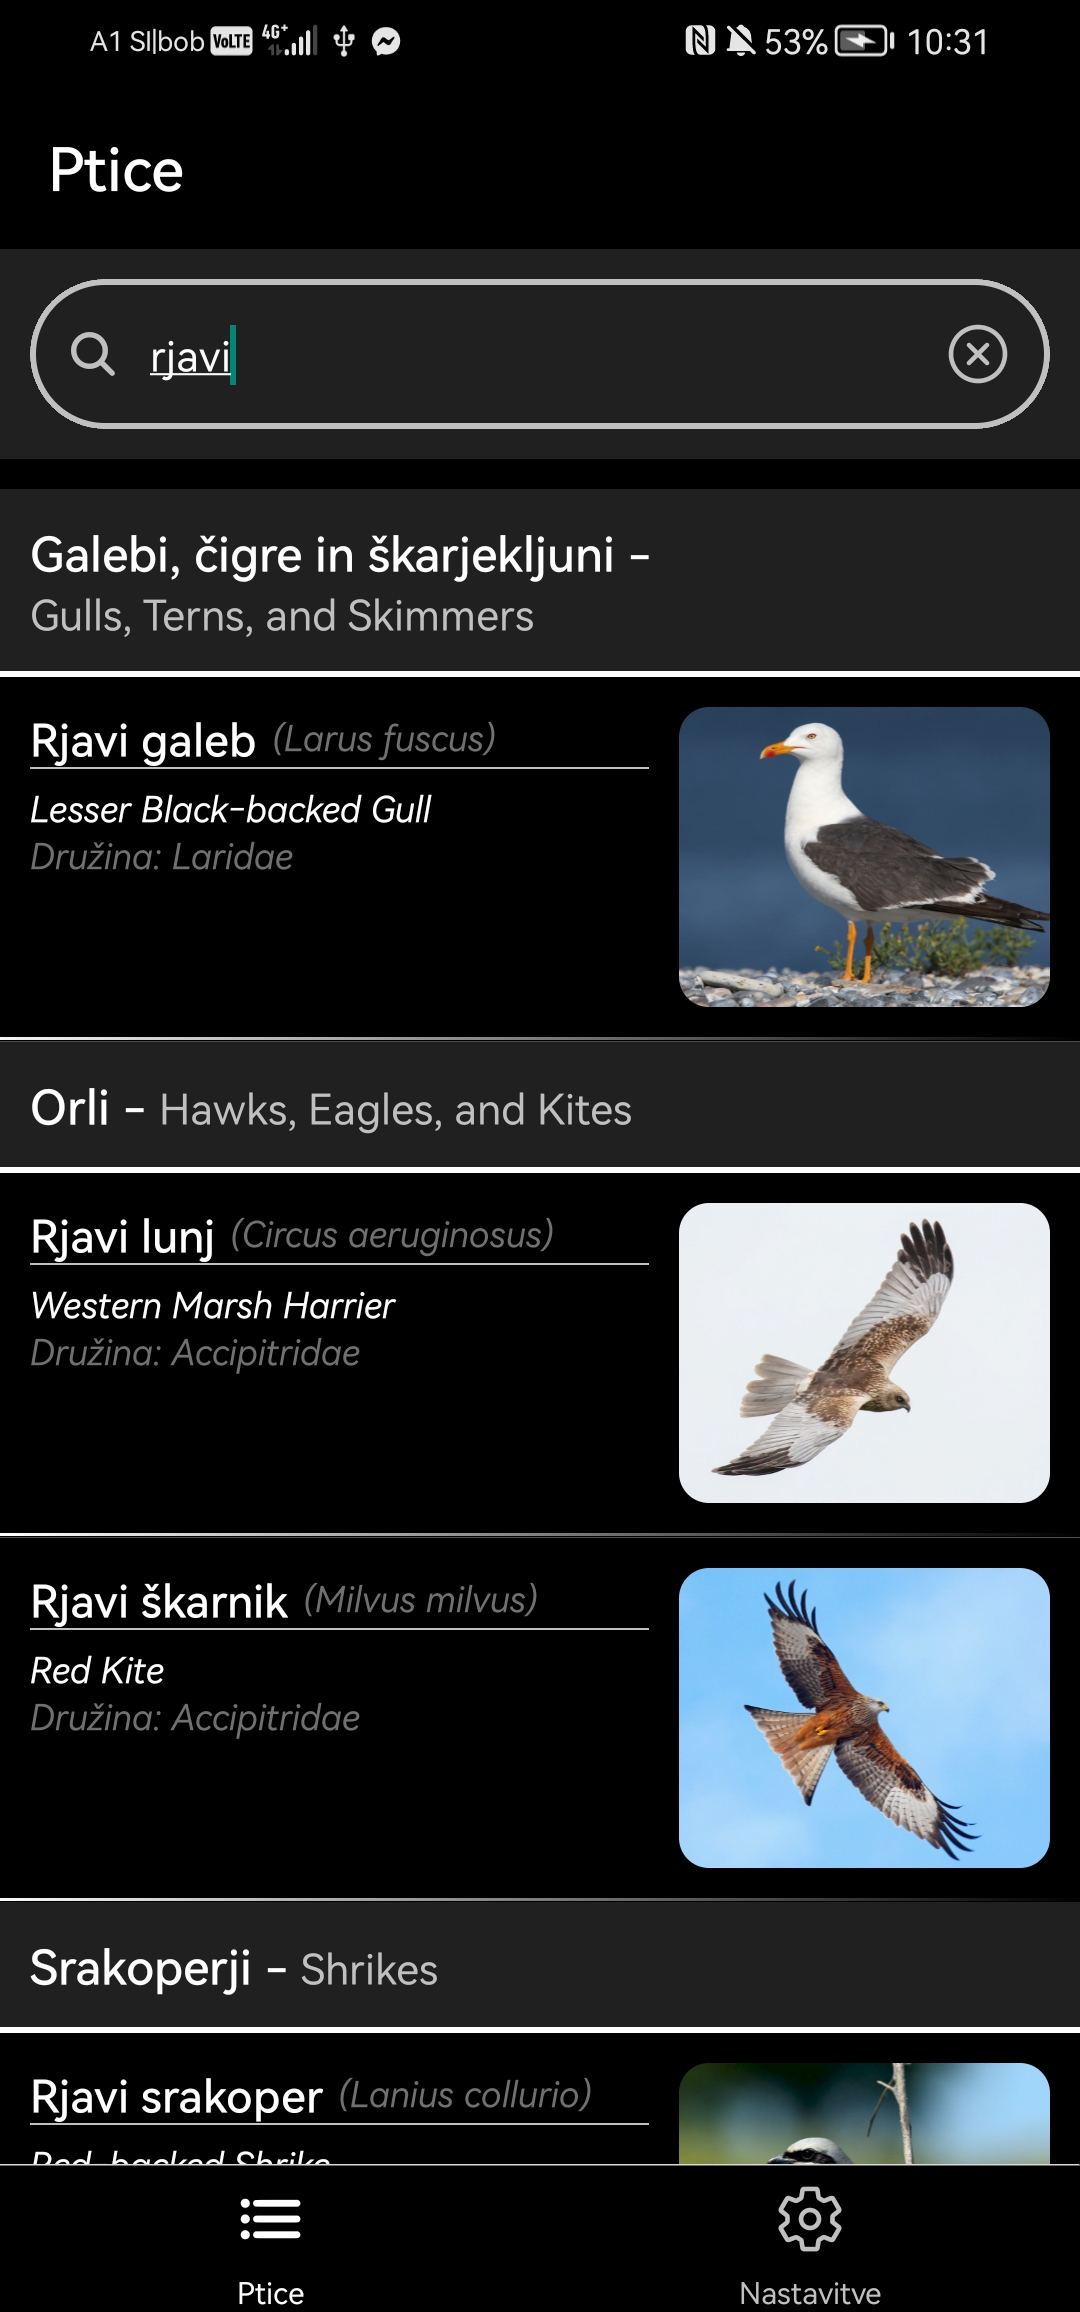 A1 SI|bob VoLTE 4G+ 53% 10:31
Ptice
rjavi
Galebi, čigre in škarjekljuni -
Gulls, Terns, and Skimmers
Rjavi galeb (Larus fuscus)
Lesser Black-backed Gull
Družina: Laridae
Orli - Hawks, Eagles, and Kites
Rjavi lunj (Circus aeruginosus)
Western Marsh Harrier
Družina: Accipitridae
Rjavi škarnik (Milvus milvus)
Red Kite
Družina: Accipitridae
Srakoperji - Shrikes
Rjavi srakoper (Lanius collurio)
Red-backed Shrike
Ptice
Nastavitve